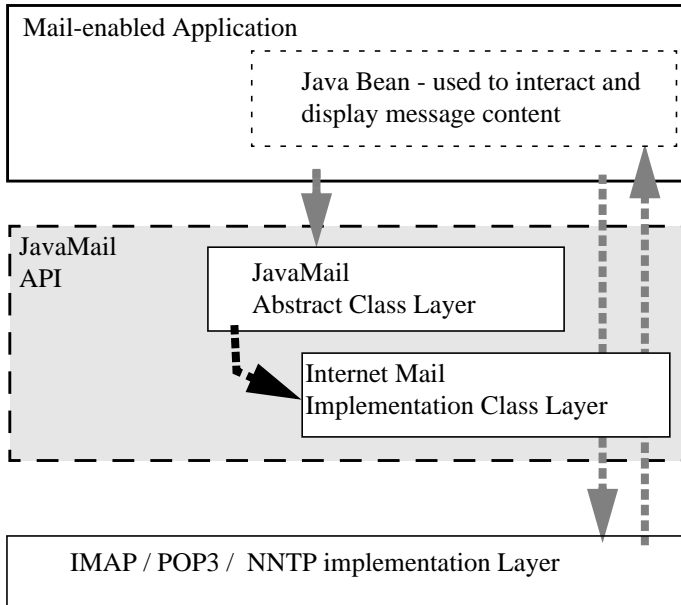 Mail-enabled Application
Java Bean - used to interact and
display message content
JavaMail
API
JavaMail
Abstract Class Layer
Internet Mail
Implementation Class Layer
IMAP / POP3 / NNTP implementation Layer